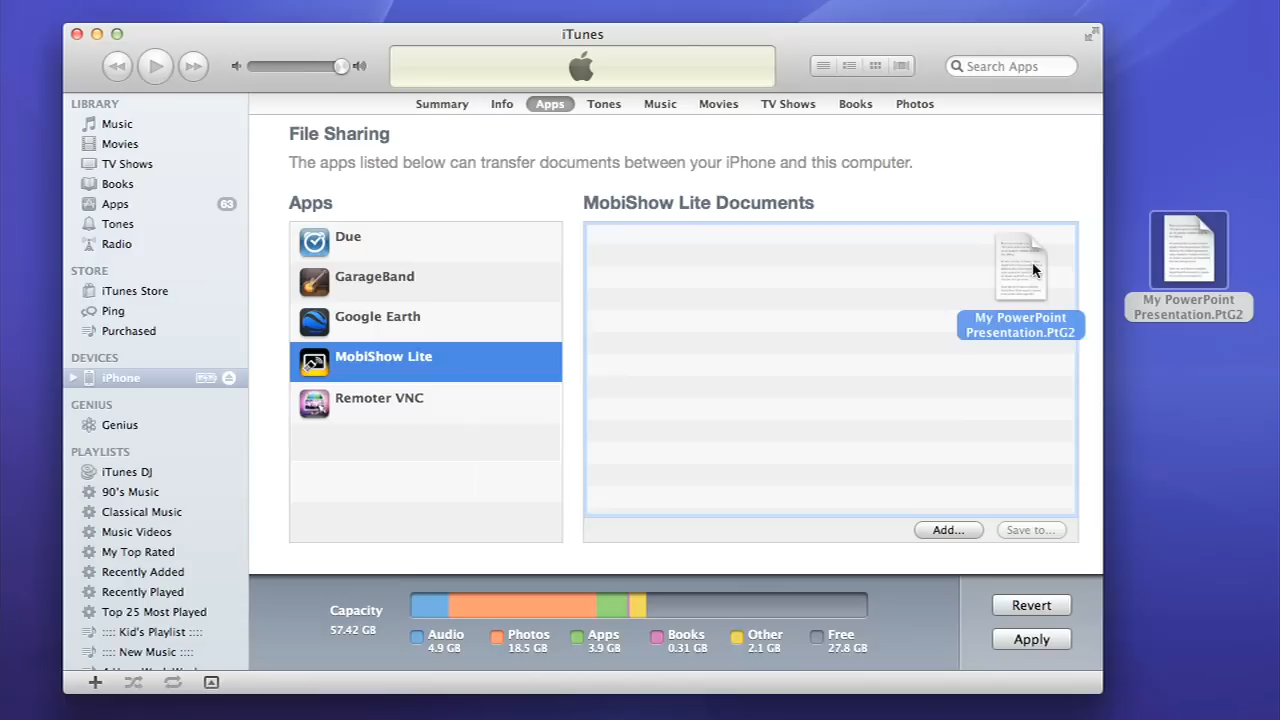 iTunes
Search Apps
LIBRARY
Music
Movies
TV Shows
Books
Apps 63
Tones
Radio
STORE
iTunes Store
Ping
Purchased
DEVICES
iPhone
GENIUS
Genius
PLAYLISTS
iTunes DJ
90's Music
Classical Music
Music Videos
My Top Rated
Recently Added
Recently Played
Top 25 Most Played
:::: Kid's Playlist ::::
:::: New Music ::::
Summary Info Apps Tones Music Movies TV Shows Books Photos
File Sharing
The apps listed below can transfer documents between your iPhone and this computer.
Apps
Due
GarageBand
Google Earth
MobiShow Lite
Remoter VNC
MobiShow Lite Documents
My PowerPoint
Presentation.PtG2
Add... Save to...
Capacity
57.42 GB
Audio
4.9 GB
Photos
18.5 GB
Apps
3.9 GB
Books
0.31 GB
Other
2.1 GB
Free
27.8 GB
Revert
Apply
My PowerPoint
Presentation.PtG2